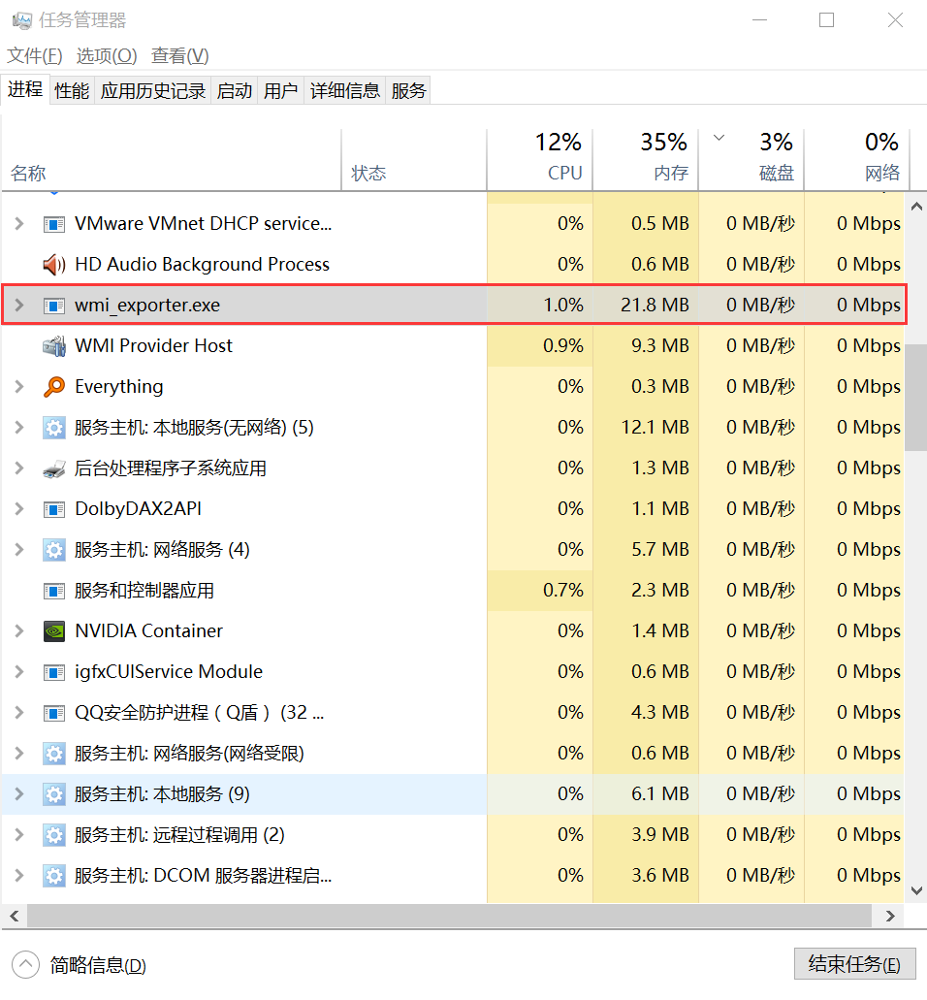 任务管理器
文件(F) 选项(O) 查看(V)
进程 性能 应用历史记录 启动 用户 详细信息 服务
12% 35% 3% 0%
名称 状态 CPU 内存 磁盘 网络
VMware VMnet DHCP service... 0% 0.5 MB 0 MB/秒 0 Mbps
HD Audio Background Process 0% 0.6 MB 0 MB/秒 0 Mbps
wmi_exporter.exe 1.0% 21.8 MB 0 MB/秒 0 Mbps
WMI Provider Host 0.9% 9.3 MB 0 MB/秒 0 Mbps
Everything 0% 0.3 MB 0 MB/秒 0 Mbps
服务主机: 本地服务(无网络) (5) 0% 12.1 MB 0 MB/秒 0 Mbps
后台处理程序子系统应用 0% 1.3 MB 0 MB/秒 0 Mbps
DolbyDAX2API 0% 1.1 MB 0 MB/秒 0 Mbps
服务主机: 网络服务 (4) 0% 5.7 MB 0 MB/秒 0 Mbps
服务和控制器应用 0.7% 2.3 MB 0 MB/秒 0 Mbps
NVIDIA Container 0% 1.4 MB 0 MB/秒 0 Mbps
igfxCUIService Module 0% 0.6 MB 0 MB/秒 0 Mbps
QQ安全防护进程（Q盾） (32 ... 0% 4.3 MB 0 MB/秒 0 Mbps
服务主机: 网络服务(网络受限) 0% 0.6 MB 0 MB/秒 0 Mbps
服务主机: 本地服务 (9) 0% 6.1 MB 0 MB/秒 0 Mbps
服务主机: 远程过程调用 (2) 0% 3.9 MB 0 MB/秒 0 Mbps
服务主机: DCOM 服务器进程启... 0% 3.6 MB 0 MB/秒 0 Mbps
简略信息(D) 结束任务(E)